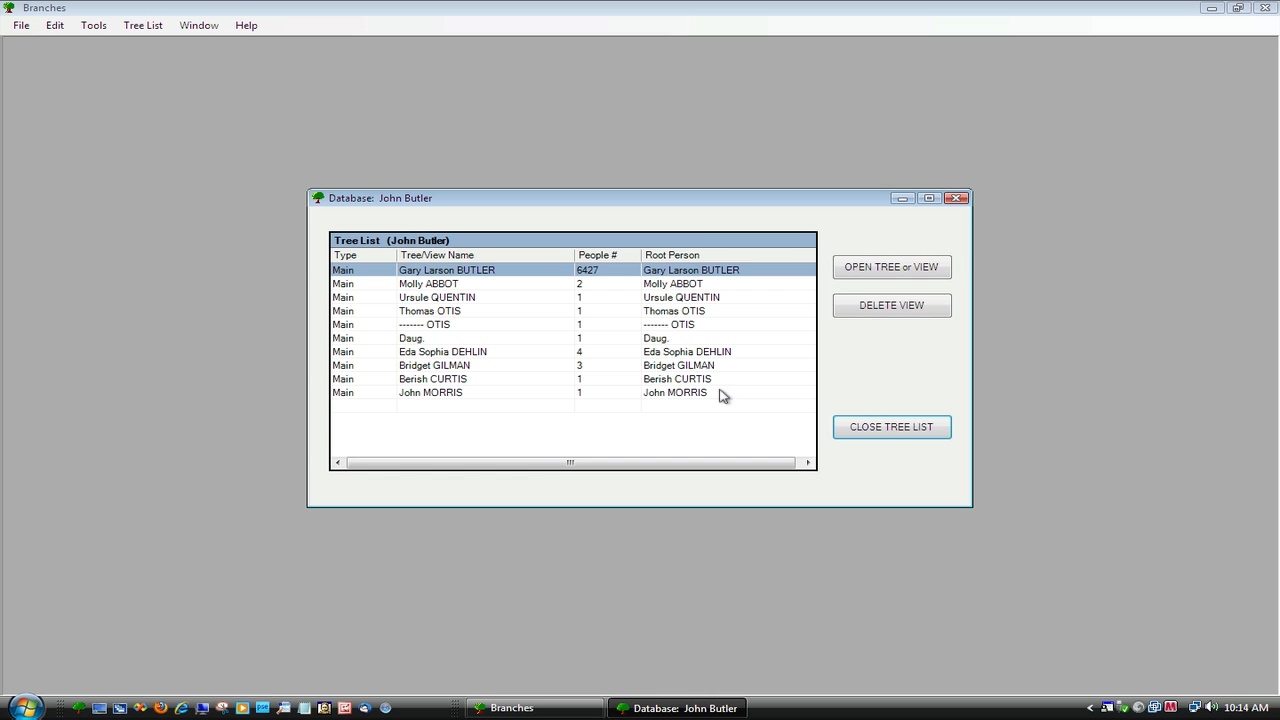 Branches
File Edit Tools Tree List Window Help
Database: John Butler
Tree List (John Butler)
Type Tree/View Name People # Root Person
Main Gary Larson BUTLER 6427 Gary Larson BUTLER
Main Molly ABBOT 2 Molly ABBOT
Main Ursule QUENTIN 1 Ursule QUENTIN
Main Thomas OTIS 1 Thomas OTIS
Main ------- OTIS 1 ------- OTIS
Main Daug. 1 Daug.
Main Eda Sophia DEHLIN 4 Eda Sophia DEHLIN
Main Bridget GILMAN 3 Bridget GILMAN
Main Berish CURTIS 1 Berish CURTIS
Main John MORRIS 1 John MORRIS
OPEN TREE or VIEW
DELETE VIEW
CLOSE TREE LIST
Branches Database: John Butler 10:14 AM